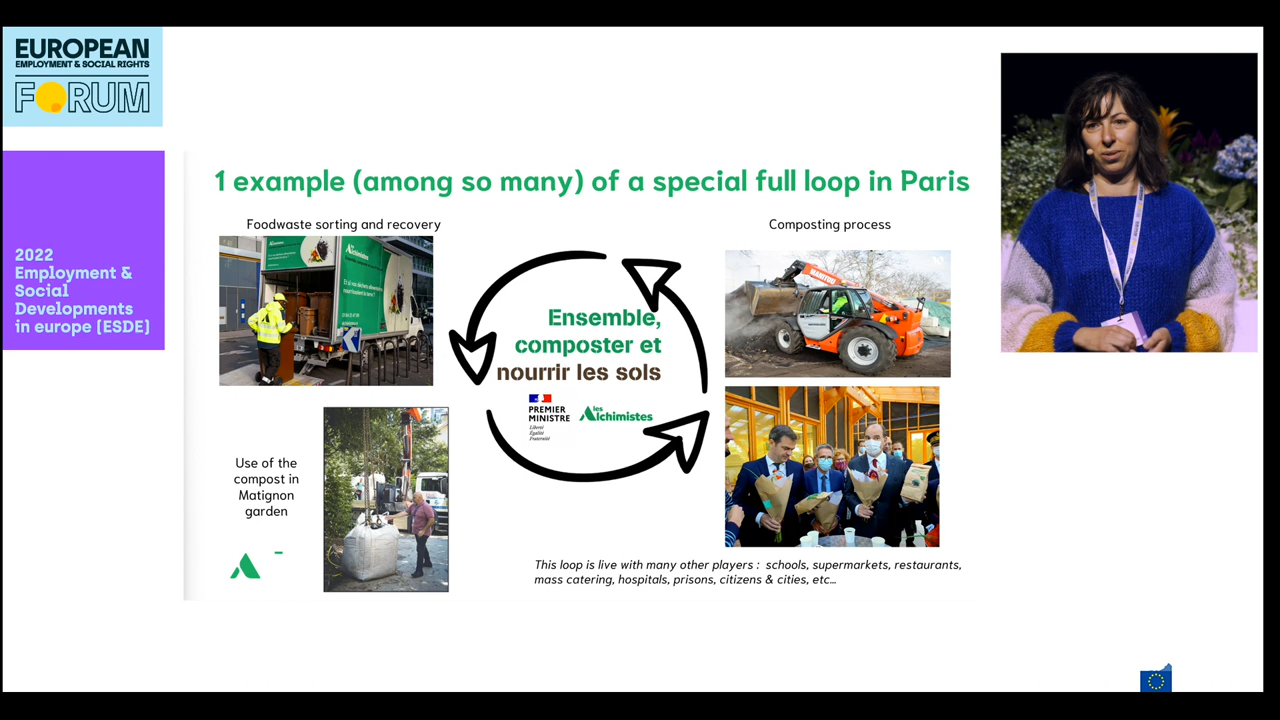 EUROPEAN
EMPLOYMENT & SOCIAL RIGHTS
FORUM
2022
Employment &
Social
Developments
in europe [ESDE]
1 example (among so many) of a special full loop in Paris
Foodwaste sorting and recovery
Composting process
les
Alchimistes
MANITOU
Ensemble,
composter et
nourrir les sols
PREMIER
MINISTRE
Liberté
Égalité
Fraternité
les
Alchimistes
Use of the
compost in
Matignon
garden
This loop is live with many other players : schools, supermarkets, restaurants,
mass catering, hospitals, prisons, citizens & cities, etc...